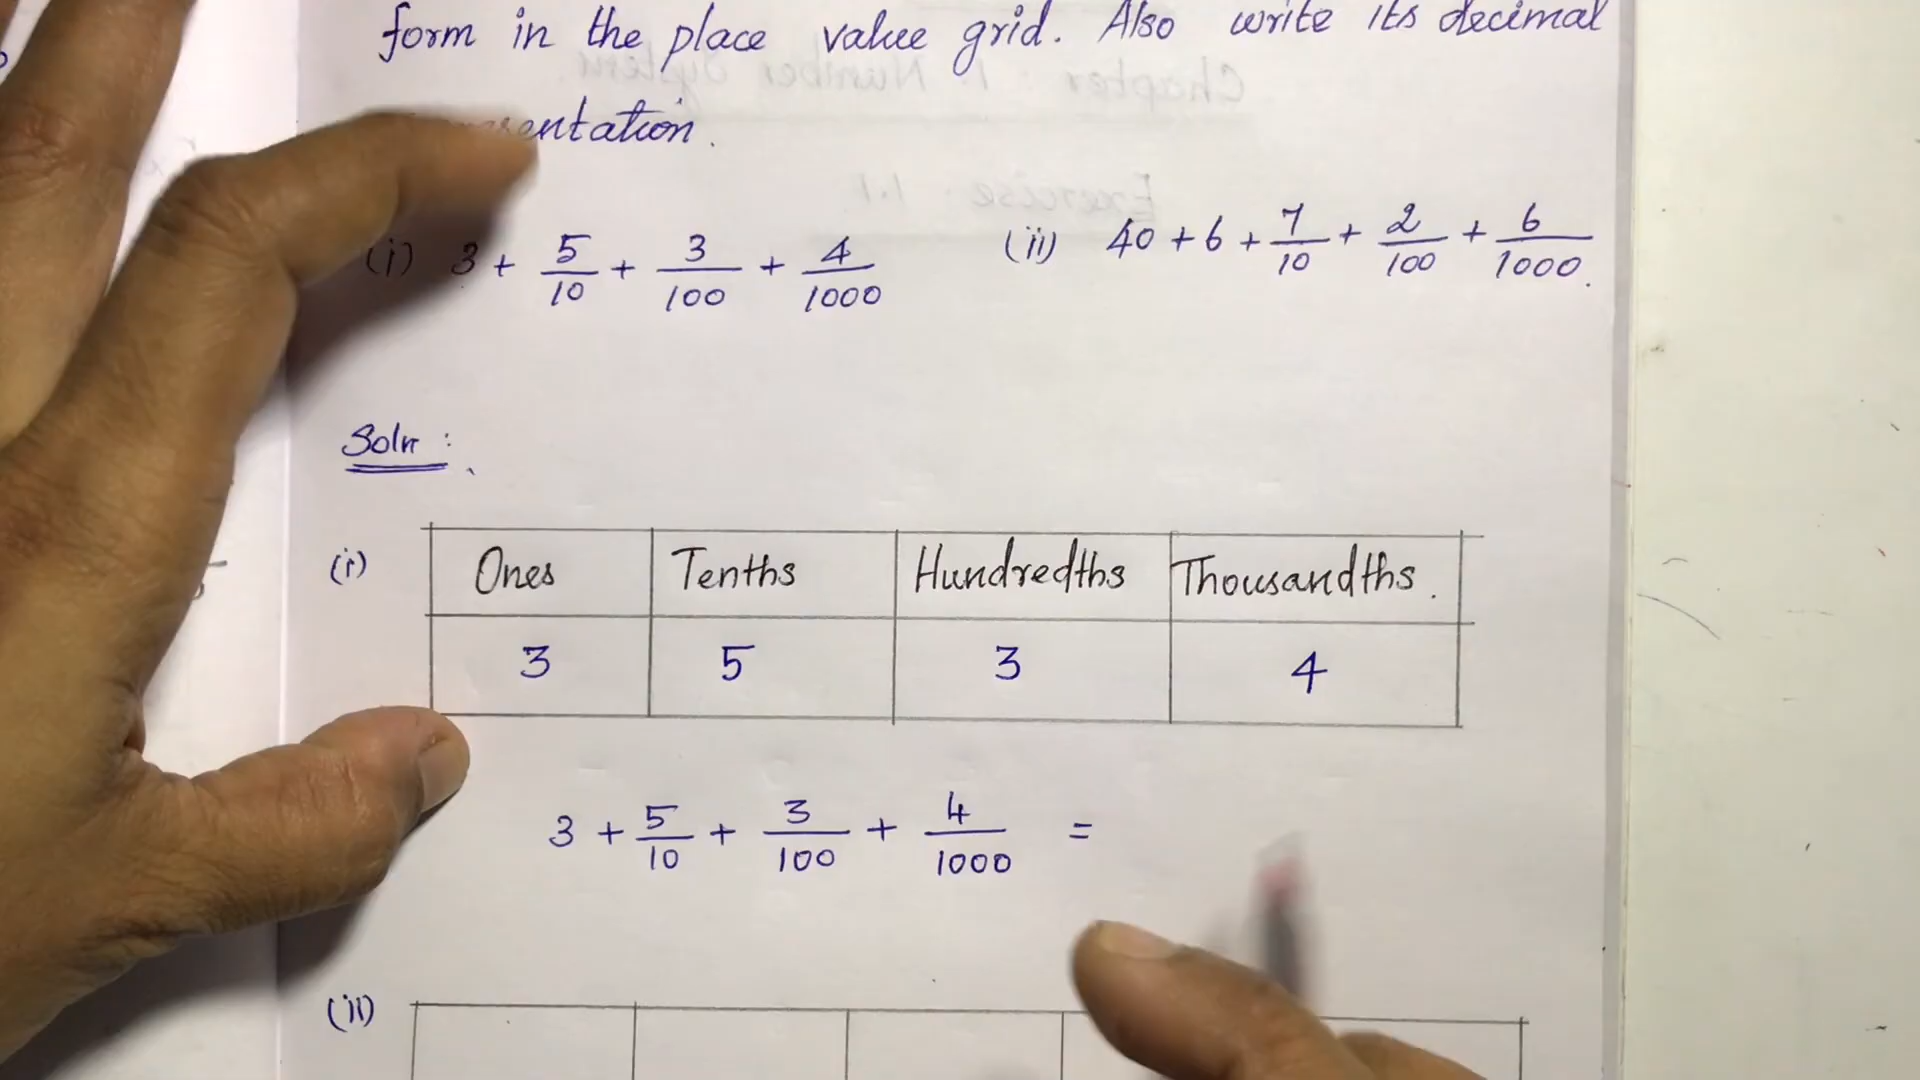 form in the place value grid. Also write its decimal
entation.
(i) 3 + 5/10 + 3/100 + 4/1000 (ii) 40 + 6 + 7/10 + 2/100 + 6/1000.
Soln :
(i) Ones Tenths Hundredths Thousandths.
3 5 3 4
3 + 5/10 + 3/100 + 4/1000 =
(ii)